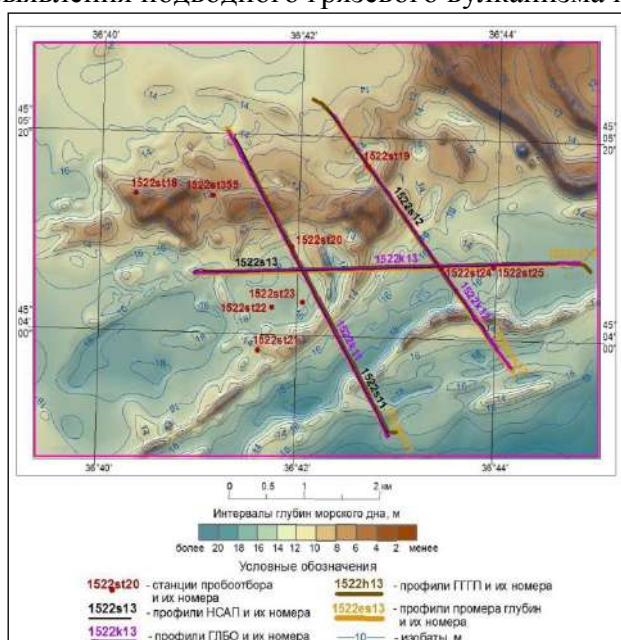 выявления подводного грязевого вулканизма
36°40' 36°42' 36°44'
45° 05' 20"
45° 05' 20"
1522st19
1522st18 1522st355
1522s12
1522st20
1522s13 1522k13
1522st24 1522st25
1522st23
1522st22
45° 04' 00"
45° 04' 00"
1522st21
1522s11
36°40' 36°42' 36°44'
0 0.5 1 2 км
Интервалы глубин морского дна, м
более 20 18 16 14 12 10 8 6 4 2 менее
Условные обозначения
1522st20 - станции пробоотбора и их номера
1522h13 - профили ГГП и их номера
1522s13 - профили НСАП и их номера
1522es13 - профили промера глубин и их номера
1522k13 - профили ГЛБО и их номера
10 - изобаты, м